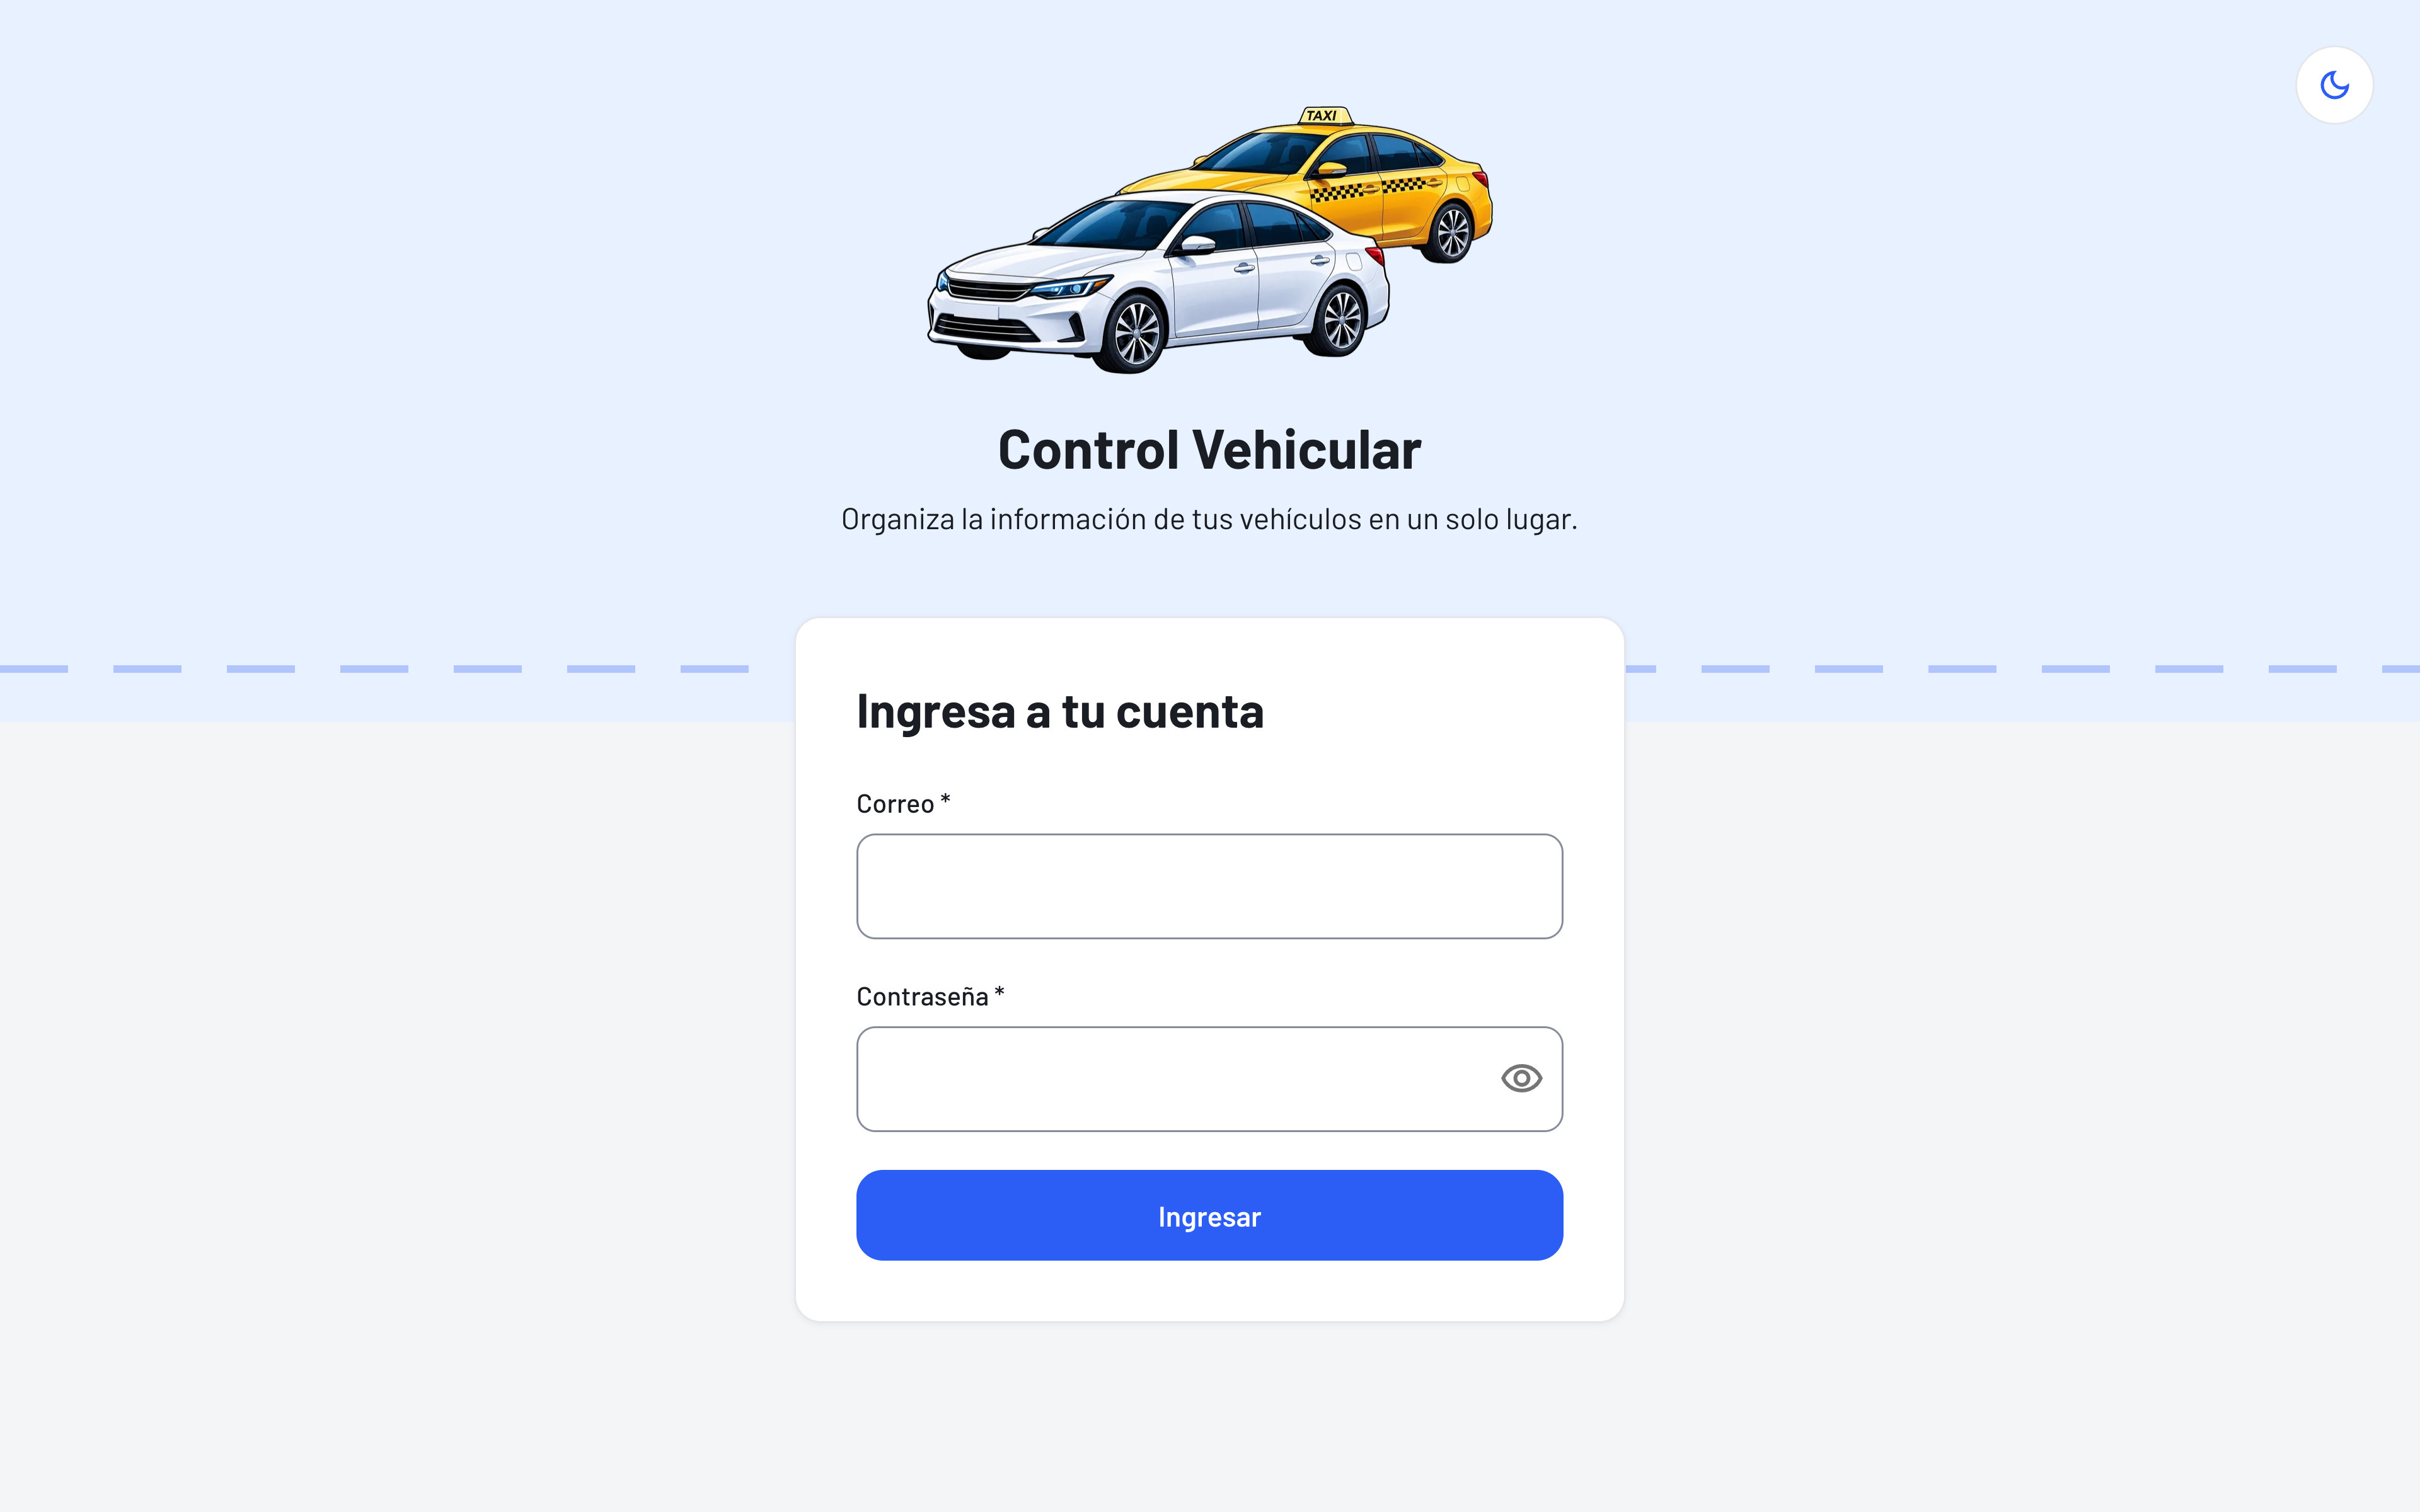 TAXI
Control Vehicular
Organiza la información de tus vehículos en un solo lugar.
Ingresa a tu cuenta
Correo *
Contraseña *
Ingresar